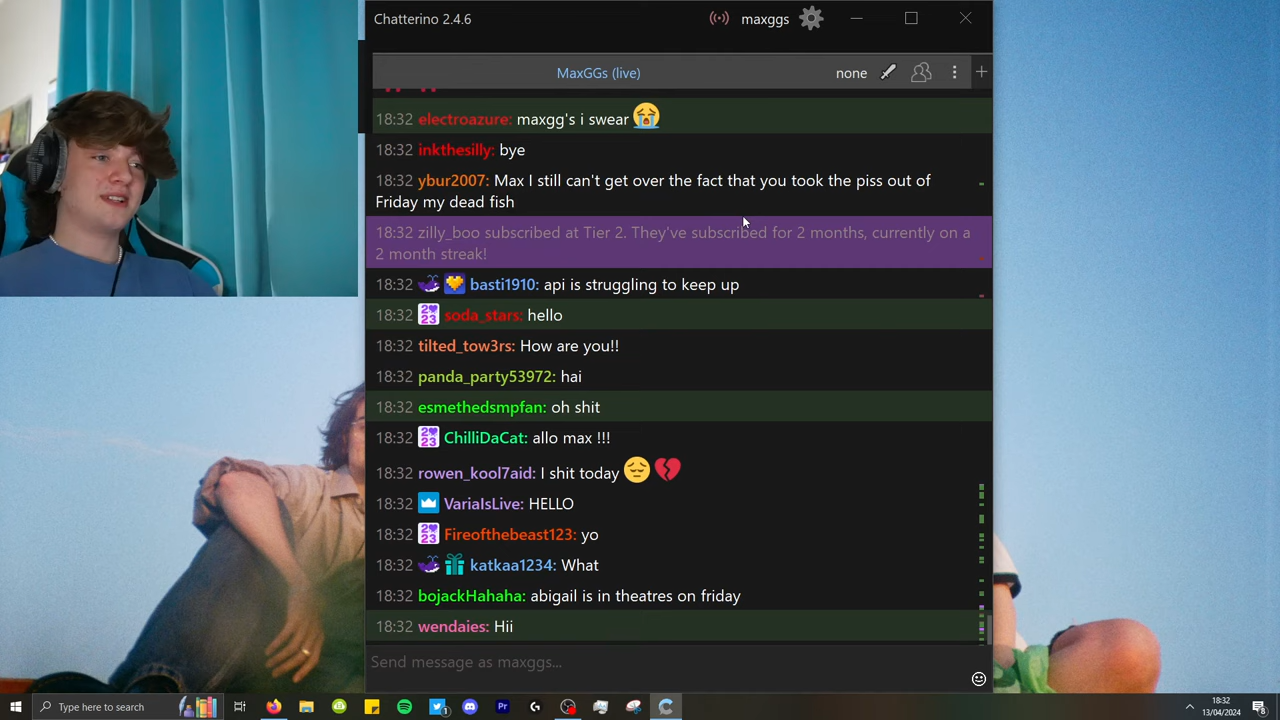 Chatterino 2.4.6
maxggs
MaxGGs (live)
none
18:32 electroazure: maxgg's i swear 😭
18:32 inkthesilly: bye
18:32 ybur2007: Max I still can't get over the fact that you took the piss out of
Friday my dead fish
18:32 zilly_boo subscribed at Tier 2. They've subscribed for 2 months, currently on a
2 month streak!
18:32 basti1910: api is struggling to keep up
18:32 soda_stars: hello
18:32 tilted_tow3rs: How are you!!
18:32 panda_party53972: hai
18:32 esmethedsmpfan: oh shit
18:32 ChilliDaCat: allo max !!!
18:32 rowen_kool7aid: I shit today 😔💔
18:32 VarialsLive: HELLO
18:32 Fireofthebeast123: yo
18:32 katkaa1234: What
18:32 bojackHahaha: abigail is in theatres on friday
18:32 wendaies: Hii
Send message as maxggs...
Type here to search
18:32
13/04/2024